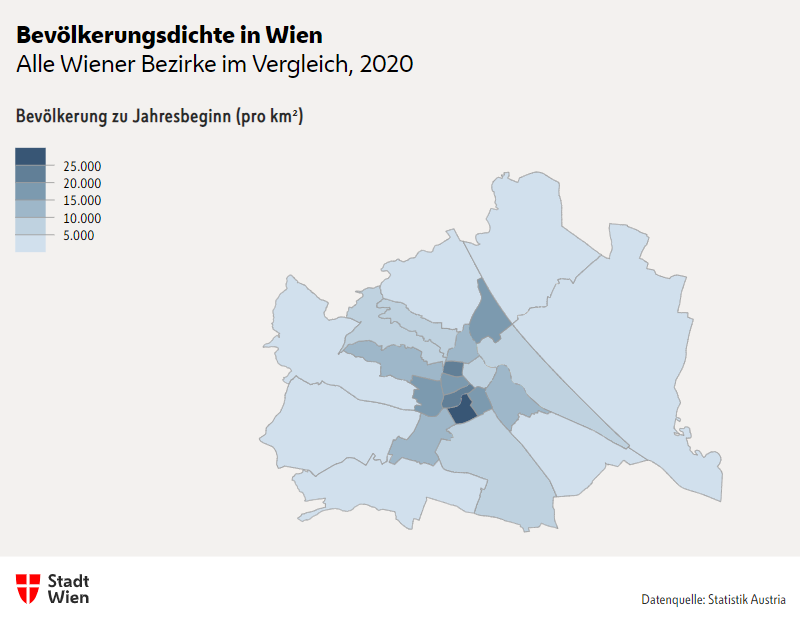 Bevölkerungsdichte in Wien
Alle Wiener Bezirke im Vergleich, 2020
Bevölkerung zu Jahresbeginn (pro km²)
25.000
20.000
15.000
10.000
5.000
Stadt
Wien
Datenquelle: Statistik Austria